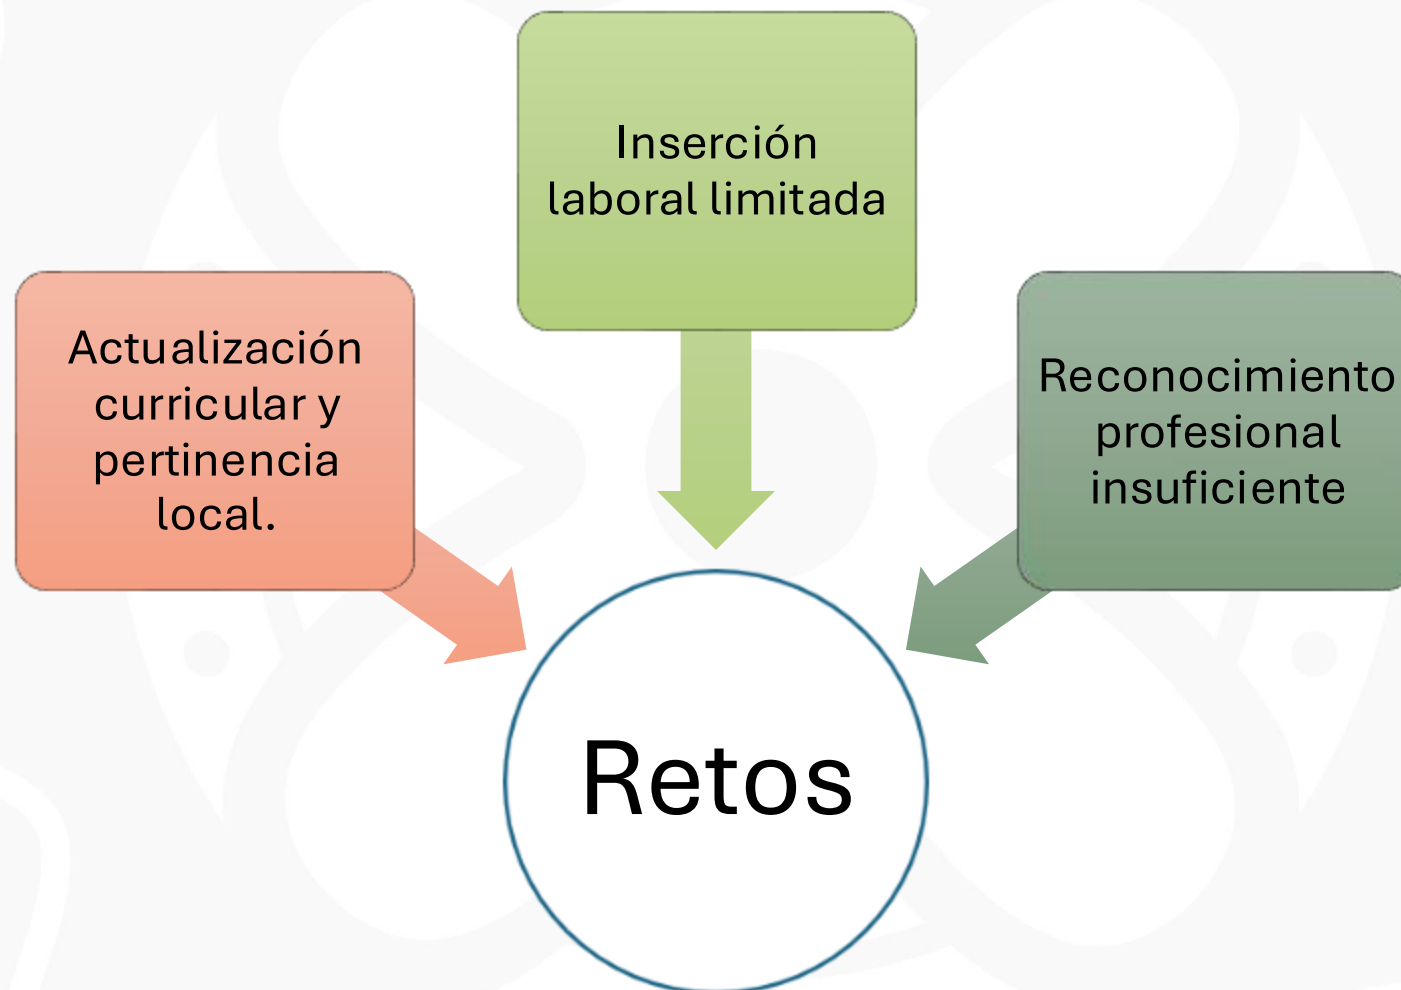 Inserción
laboral limitada
Actualización
curricular y
pertinencia
local.
Reconocimiento
profesional
insuficiente
Retos